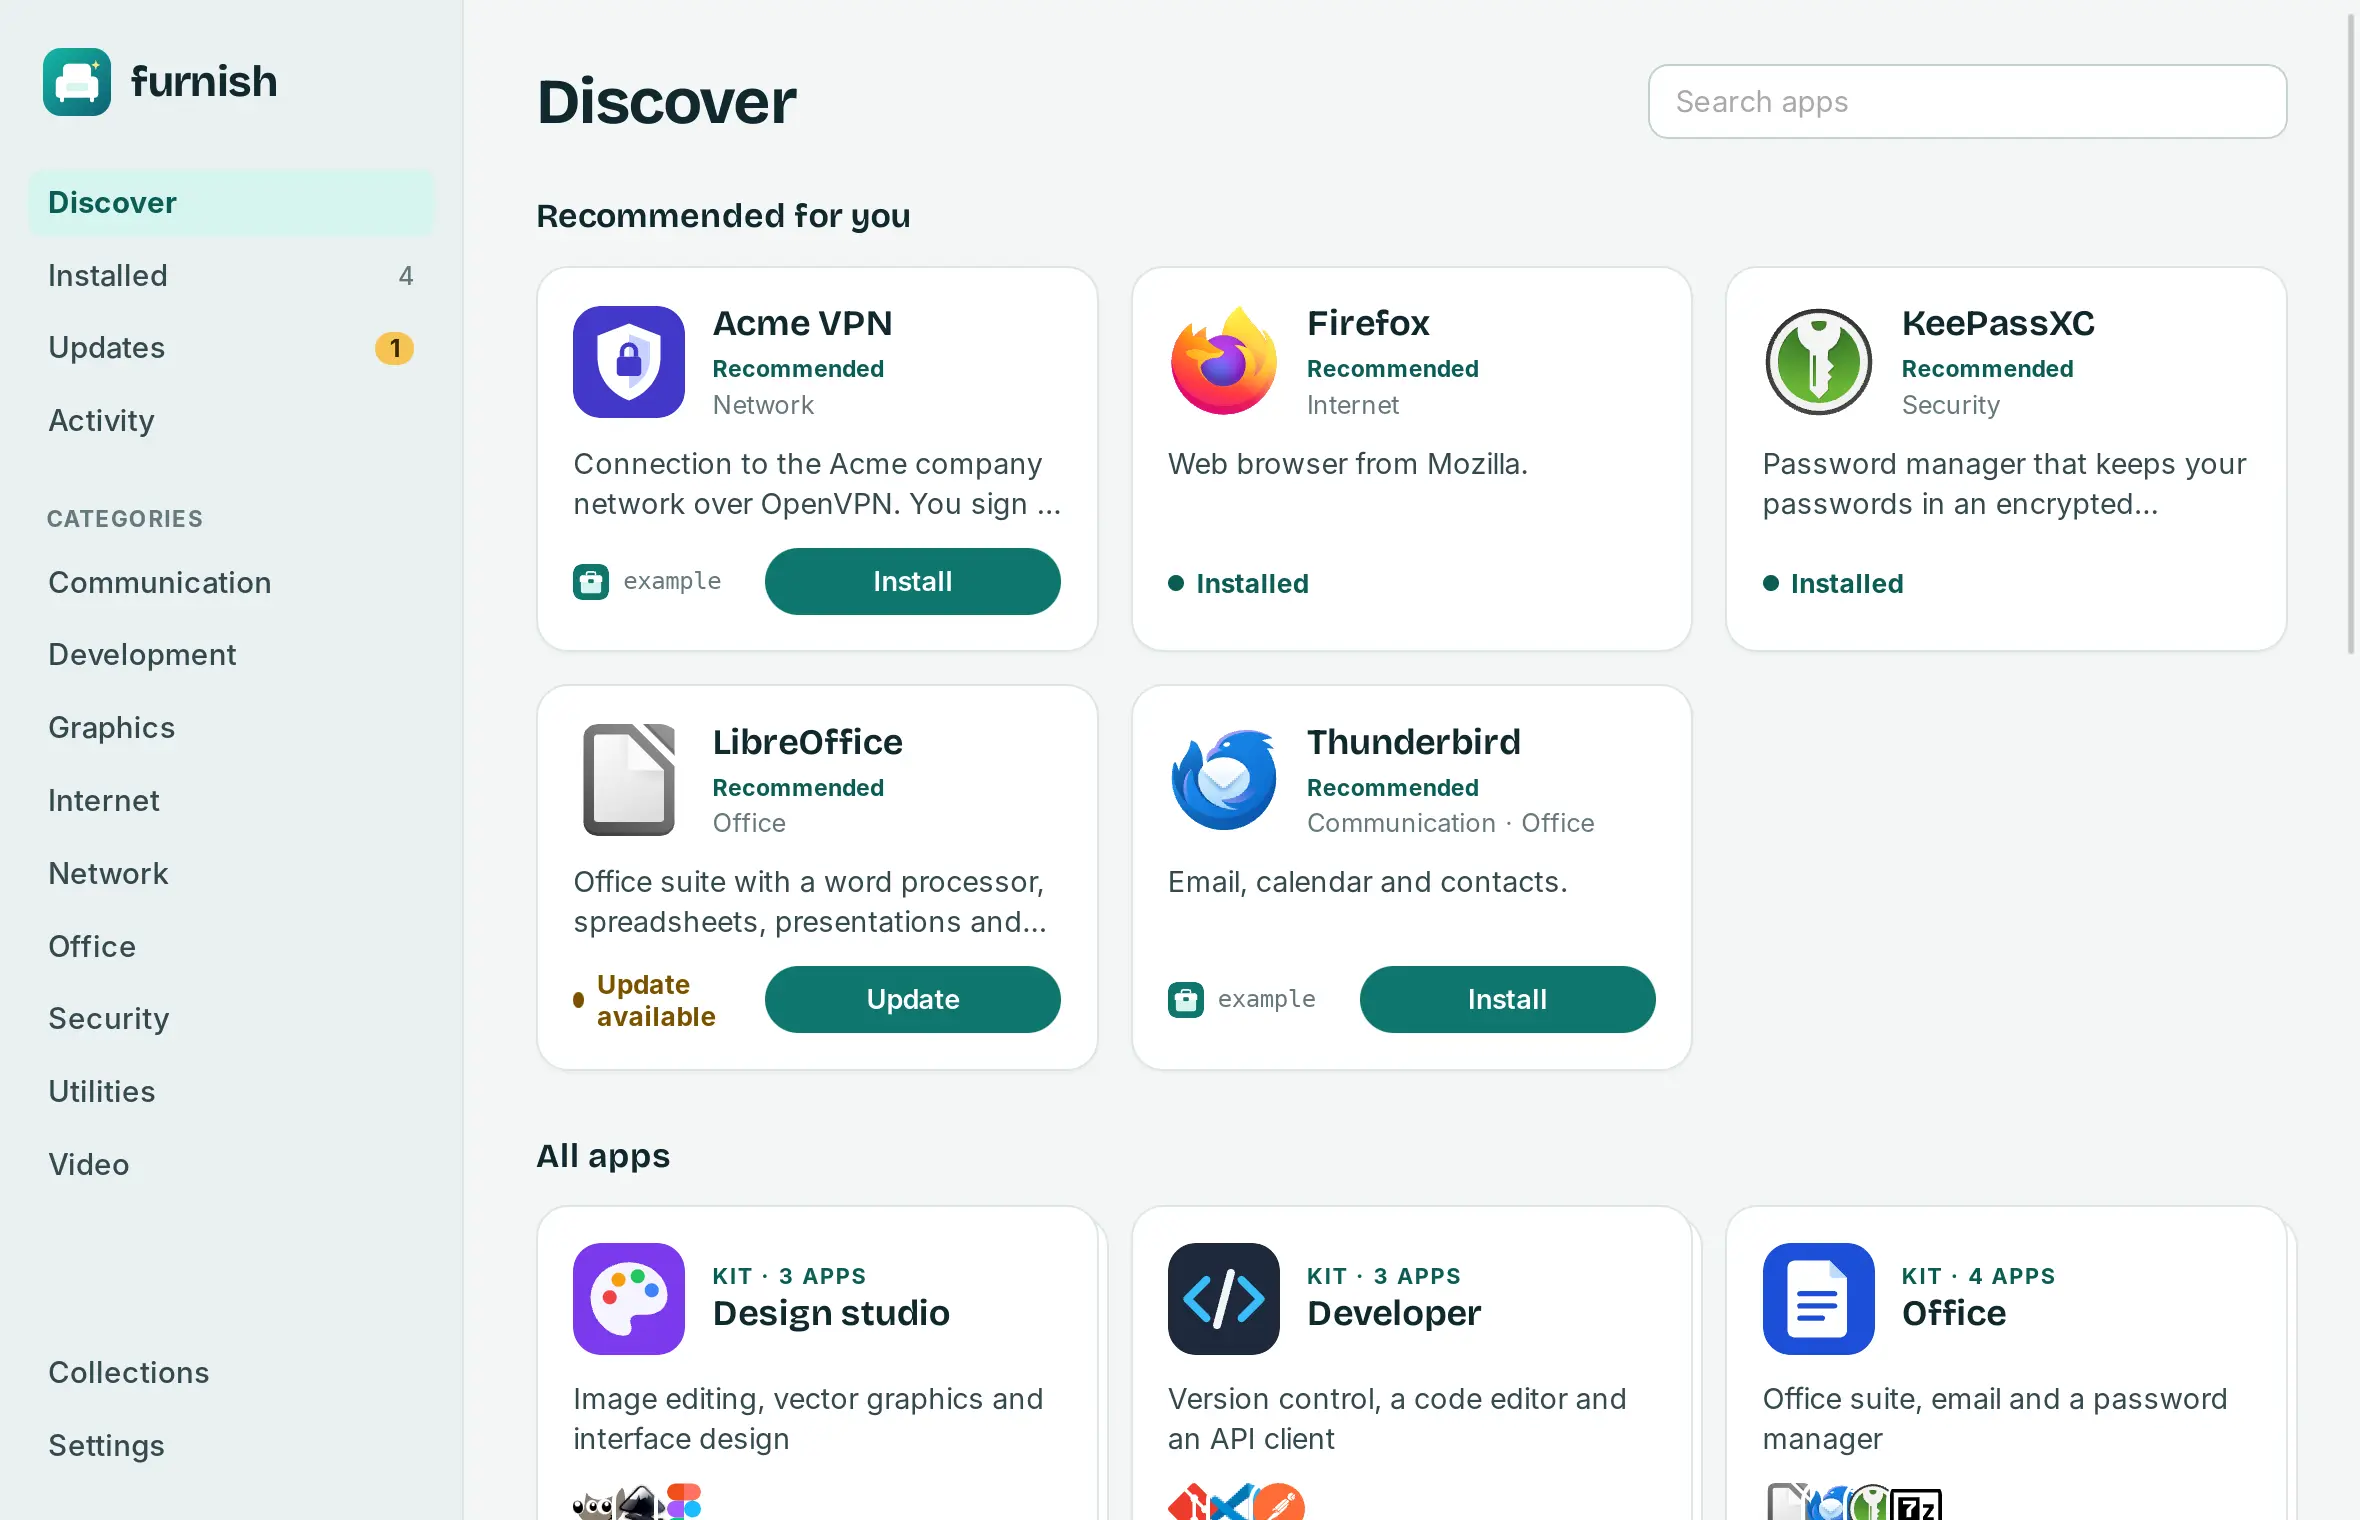 furnish
Discover
Installed 4
Updates 1
Activity
CATEGORIES
Communication
Development
Graphics
Internet
Network
Office
Security
Utilities
Video
Collections
Settings
Discover
Search apps
Recommended for you
Acme VPN
Recommended
Network
Connection to the Acme company
network over OpenVPN. You sign ...
example
Install
Firefox
Recommended
Internet
Web browser from Mozilla.
Installed
KeePassXC
Recommended
Security
Password manager that keeps your
passwords in an encrypted...
Installed
LibreOffice
Recommended
Office
Office suite with a word processor,
spreadsheets, presentations and...
Update
available
Update
Thunderbird
Recommended
Communication · Office
Email, calendar and contacts.
example
Install
All apps
KIT · 3 APPS
Design studio
Image editing, vector graphics and
interface design
KIT · 3 APPS
Developer
Version control, a code editor and
an API client
KIT · 4 APPS
Office
Office suite, email and a password
manager
7z